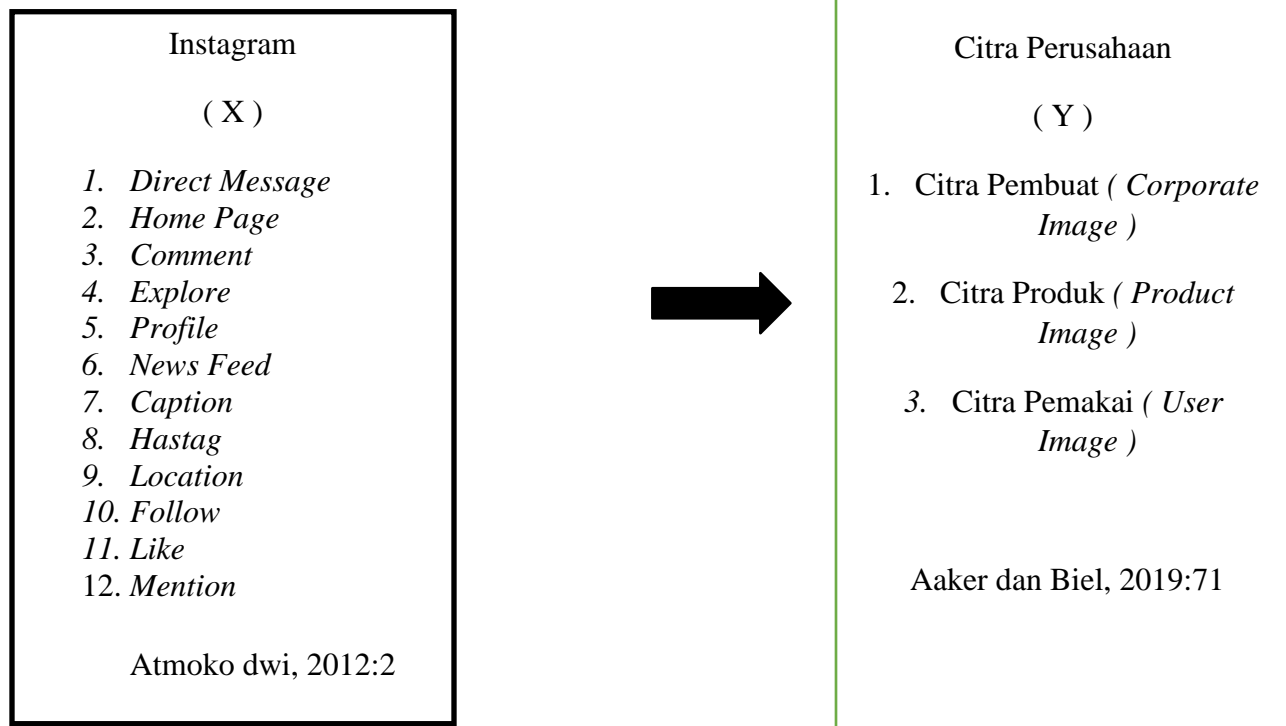 Instagram
( X )
1. Direct Message
2. Home Page
3. Comment
4. Explore
5. Profile
6. News Feed
7. Caption
8. Hastag
9. Location
10. Follow
11. Like
12. Mention
Atmoko dwi, 2012:2
Citra Perusahaan
( Y )
1. Citra Pembuat ( Corporate
Image )
2. Citra Produk ( Product
Image )
3. Citra Pemakai ( User
Image )
Aaker dan Biel, 2019:71